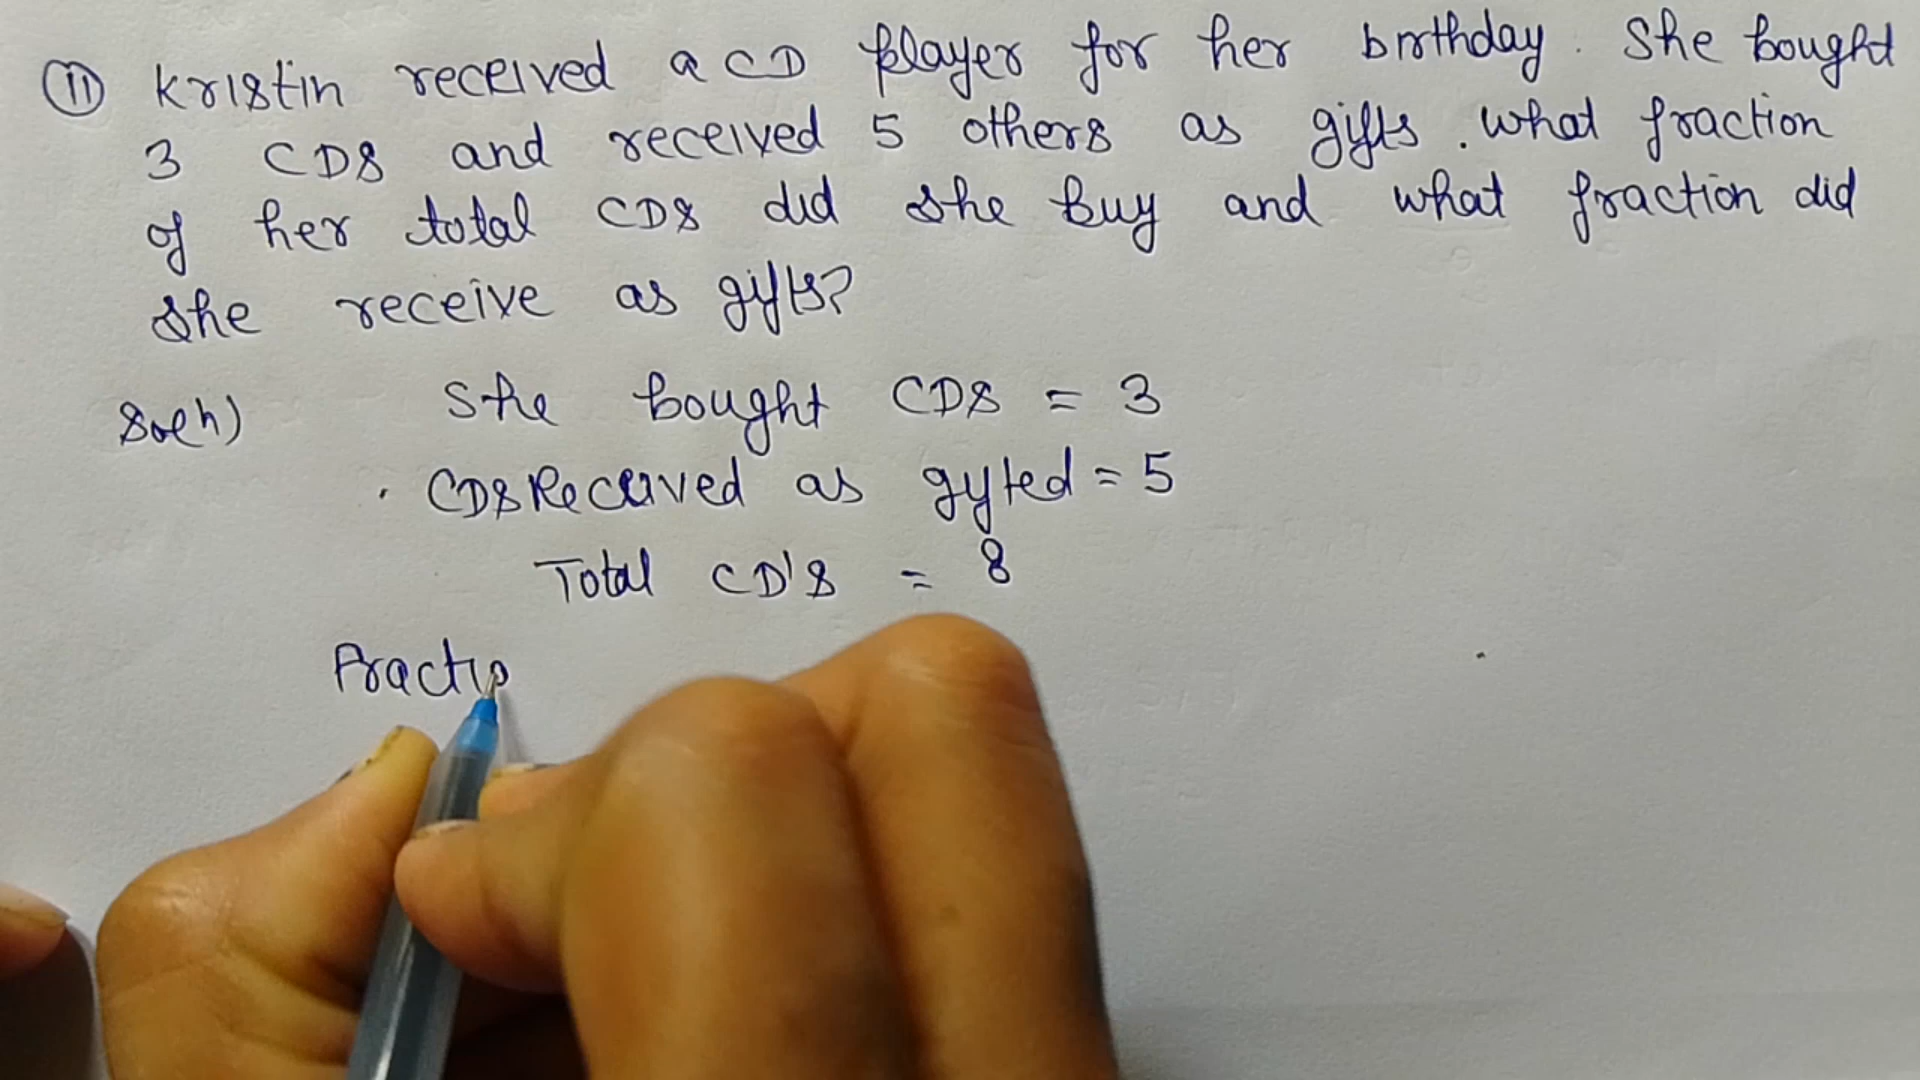 11 Kristin received a CD player for her birthday. She bought
3 CDs and received 5 others as gifts. what fraction
of her total CDs did she buy and what fraction did
she receive as gifts?
Soln) She bought CDs = 3
CDs Received as gifted = 5
Total CD's = 8
Fractio